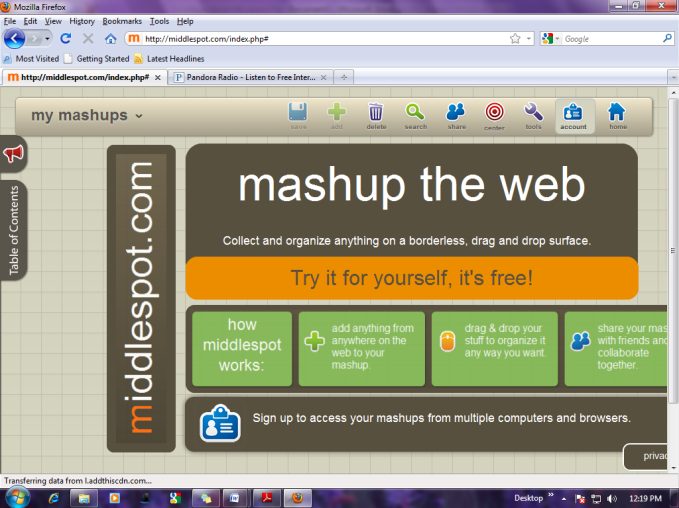 Mozilla Firefox
File Edit View History Bookmarks Tools Help
http://middlespot.com/index.php#
Google
Most Visited Getting Started Latest Headlines
http://middlespot.com/index.php#
Pandora Radio - Listen to Free Inter...
my mashups
save add delete search share center tools account home
Table of Contents
middlespot.com
mashup the web
Collect and organize anything on a borderless, drag and drop surface.
Try it for yourself, it's free!
how
middlespot
works:
add anything from
anywhere on the
web to your
mashup.
drag & drop your
stuff to organize it
any way you want.
share your mas
with friends and
collaborate
together.
Sign up to access your mashups from multiple computers and browsers.
privac
Transferring data from l.addthiscdn.com...
Desktop
12:19 PM